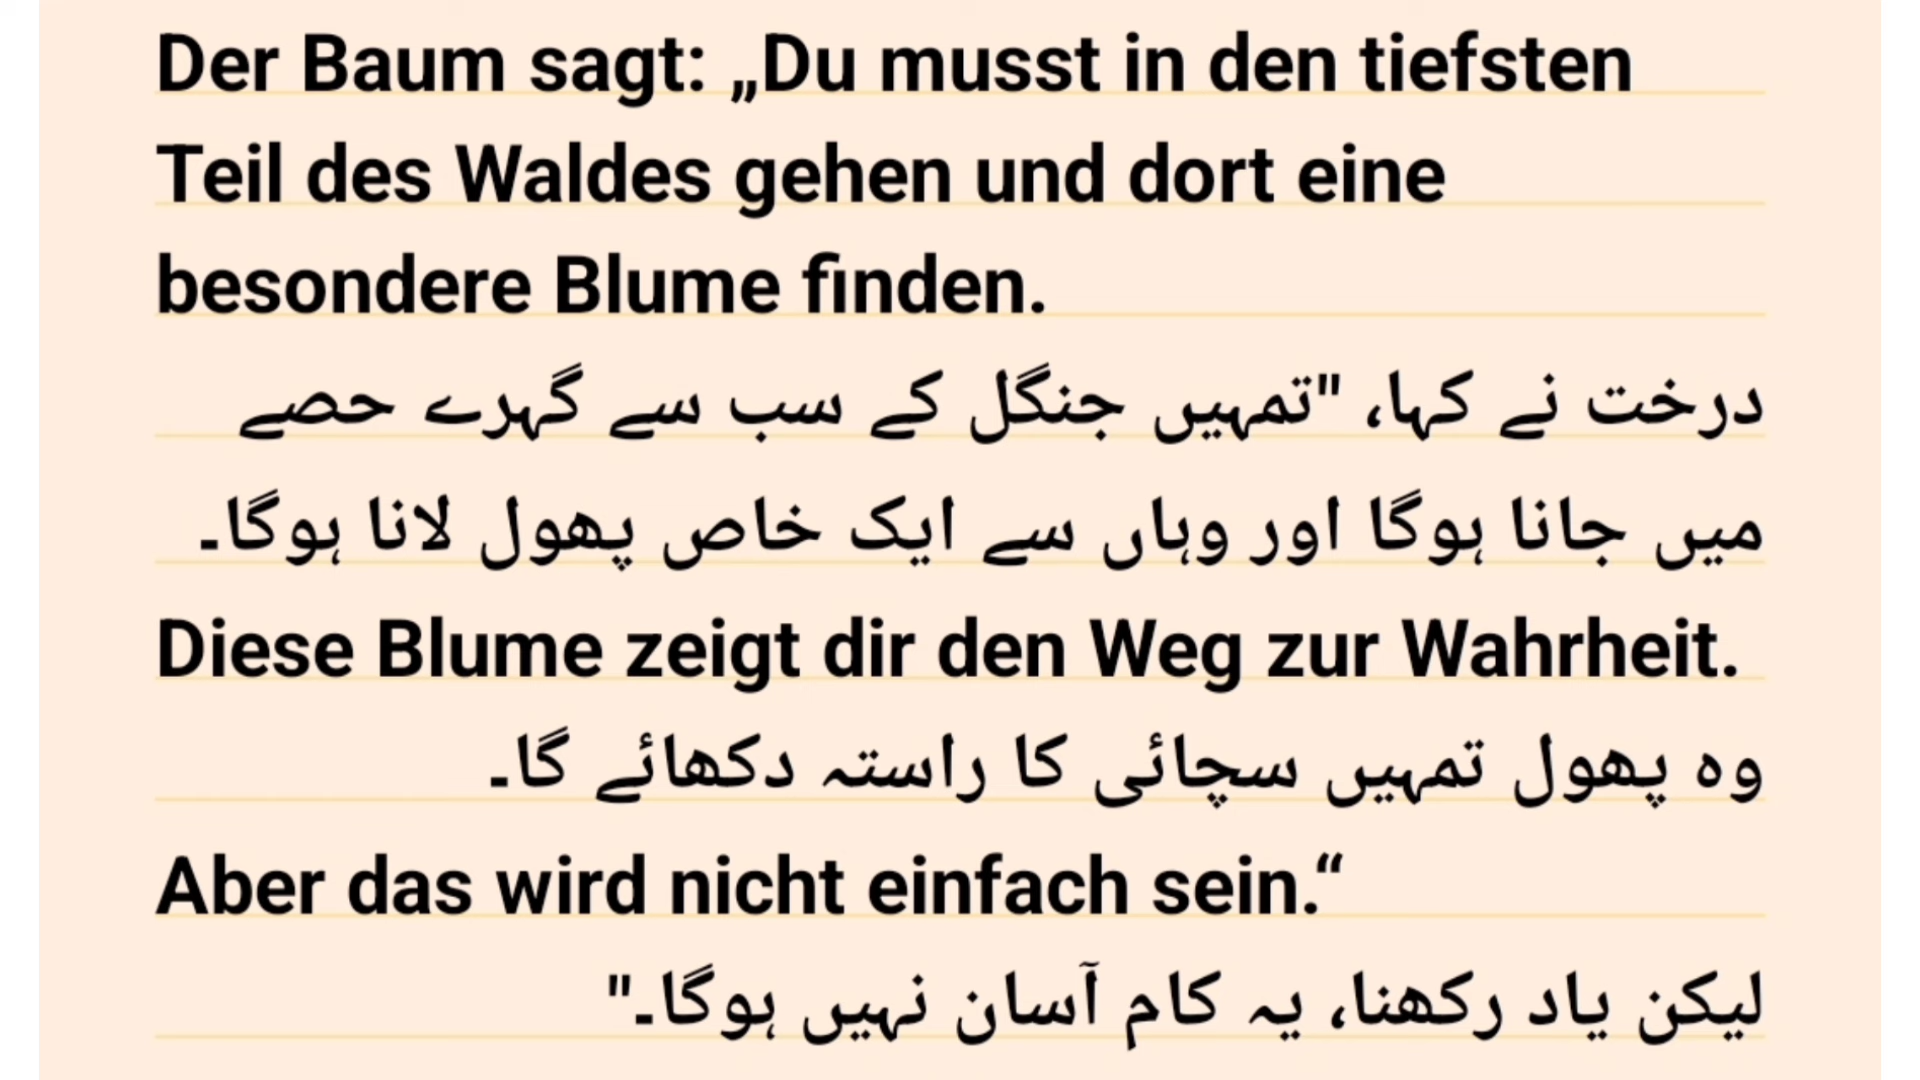 Der Baum sagt: „Du musst in den tiefsten
Teil des Waldes gehen und dort eine
besondere Blume finden.
درخت نے کہا، "تمہیں جنگل کے سب سے گہرے حصے
میں جانا ہوگا اور وہاں سے ایک خاص پھول لانا ہوگا۔
Diese Blume zeigt dir den Weg zur Wahrheit.
وہ پھول تمہیں سچائی کا راستہ دکھائے گا۔
Aber das wird nicht einfach sein.“
لیکن یاد رکھنا، یہ کام آسان نہیں ہوگا۔"